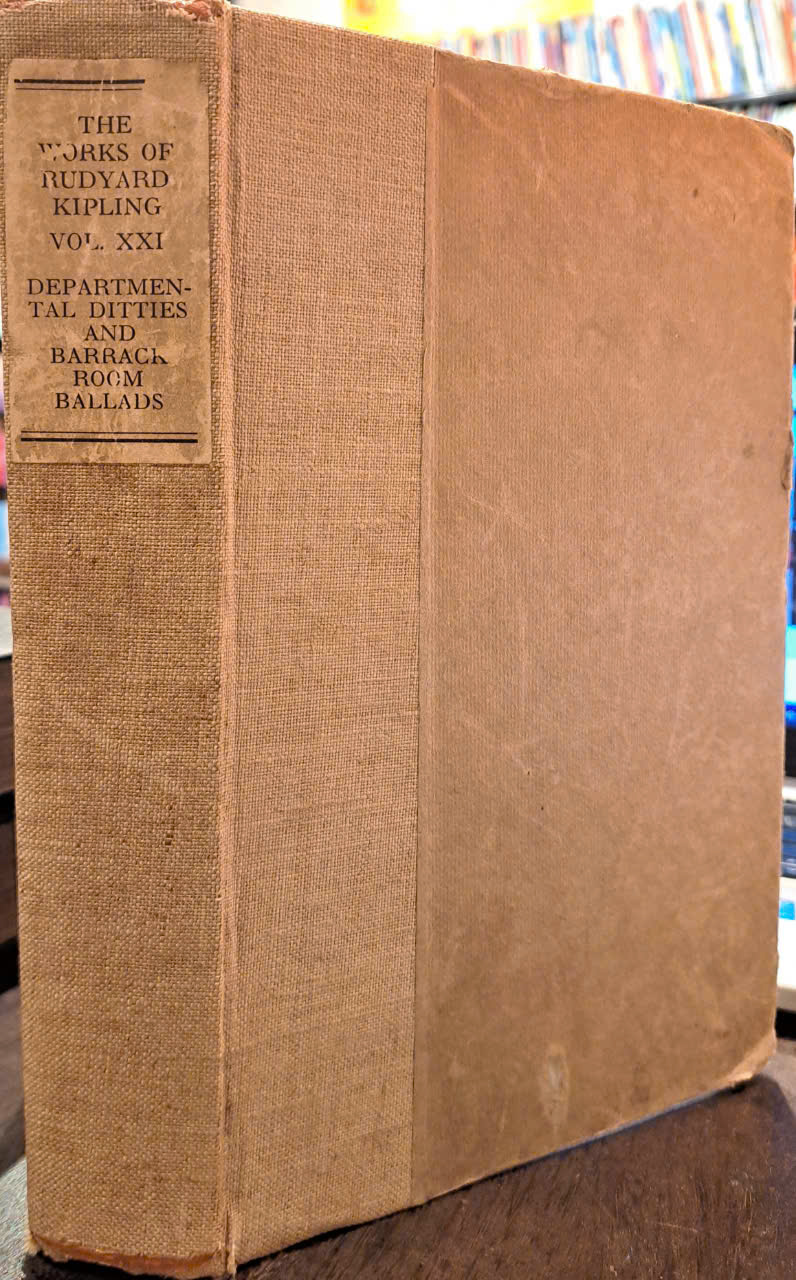 THE
WORKS OF
RUDYARD
KIPLING
VOL. XXI
DEPARTMEN-
TAL DITTIES
AND
BARRACK
ROOM
BALLADS